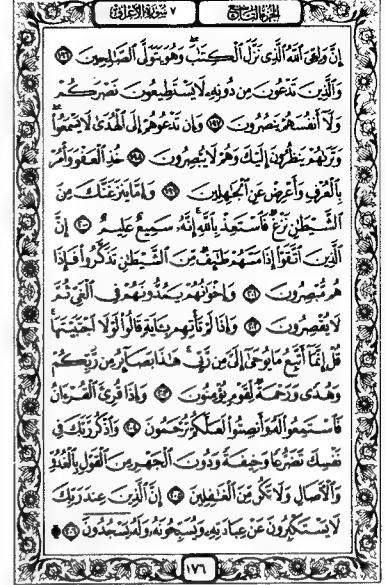 الجزء التاسع ٧ سورة الأعراف
إِنَّ وَلِـِّۧىَ ٱللَّهُ ٱلَّذِى نَزَّلَ ٱلْكِتَـٰبَ ۖ وَهُوَ يَتَوَلَّى ٱلصَّـٰلِحِينَ ١٩٦
وَٱلَّذِينَ تَدْعُونَ مِن دُونِهِۦ لَا يَسْتَطِيعُونَ نَصْرَكُمْ
وَلَآ أَنفُسَهُمْ يَنصُرُونَ ١٩٧ وَإِن تَدْعُوهُمْ إِلَى ٱلْهُدَىٰ لَا يَسْمَعُوا۟ ۖ
وَتَرَىٰهُمْ يَنظُرُونَ إِلَيْكَ وَهُمْ لَا يُبْصِرُونَ ١٩٨ خُذِ ٱلْعَفْوَ وَأْمُرْ
بِٱلْعُرْفِ وَأَعْرِضْ عَنِ ٱلْجَـٰهِلِينَ ١٩٩ وَإِمَّا يَنزَغَنَّكَ مِنَ
ٱلشَّيْطَـٰنِ نَزْغٌ فَٱسْتَعِذْ بِٱللَّهِ ۚ إِنَّهُۥ سَمِيعٌ عَلِيمٌ ٢٠٠ إِنَّ
ٱلَّذِينَ ٱتَّقَوْا۟ إِذَا مَسَّهُمْ طَـٰٓئِفٌ مِّنَ ٱلشَّيْطَـٰنِ تَذَكَّرُوا۟ فَإِذَا
هُم مُّبْصِرُونَ ٢٠١ وَإِخْوَٰنُهُمْ يَمُدُّونَهُمْ فِى ٱلْغَىِّ ثُمَّ
لَا يُقْصِرُونَ ٢٠٢ وَإِذَا لَمْ تَأْتِهِم بِـَٔايَةٍ قَالُوا۟ لَوْلَا ٱجْتَبَيْتَهَا ۚ
قُلْ إِنَّمَآ أَتَّبِعُ مَا يُوحَىٰٓ إِلَىَّ مِن رَّبِّى ۚ هَـٰذَا بَصَآئِرُ مِن رَّبِّكُمْ
وَهُدًى وَرَحْمَةٌ لِّقَوْمٍ يُؤْمِنُونَ ٢٠٣ وَإِذَا قُرِئَ ٱلْقُرْءَانُ
فَٱسْتَمِعُوا۟ لَهُۥ وَأَنصِتُوا۟ لَعَلَّكُمْ تُرْحَمُونَ ٢٠٤ وَٱذْكُر رَّبَّكَ فِى
نَفْسِكَ تَضَرُّعًا وَخِيفَةً وَدُونَ ٱلْجَهْرِ مِنَ ٱلْقَوْلِ بِٱلْغُدُوِّ
وَٱلْـَٔاصَالِ وَلَا تَكُن مِّنَ ٱلْغَـٰفِلِينَ ٢٠٥ إِنَّ ٱلَّذِينَ عِندَ رَبِّكَ
لَا يَسْتَكْبِرُونَ عَنْ عِبَادَتِهِۦ وَيُسَبِّحُونَهُۥ وَلَهُۥ يَسْجُدُونَ ۩ ٢٠٦
١٧٦